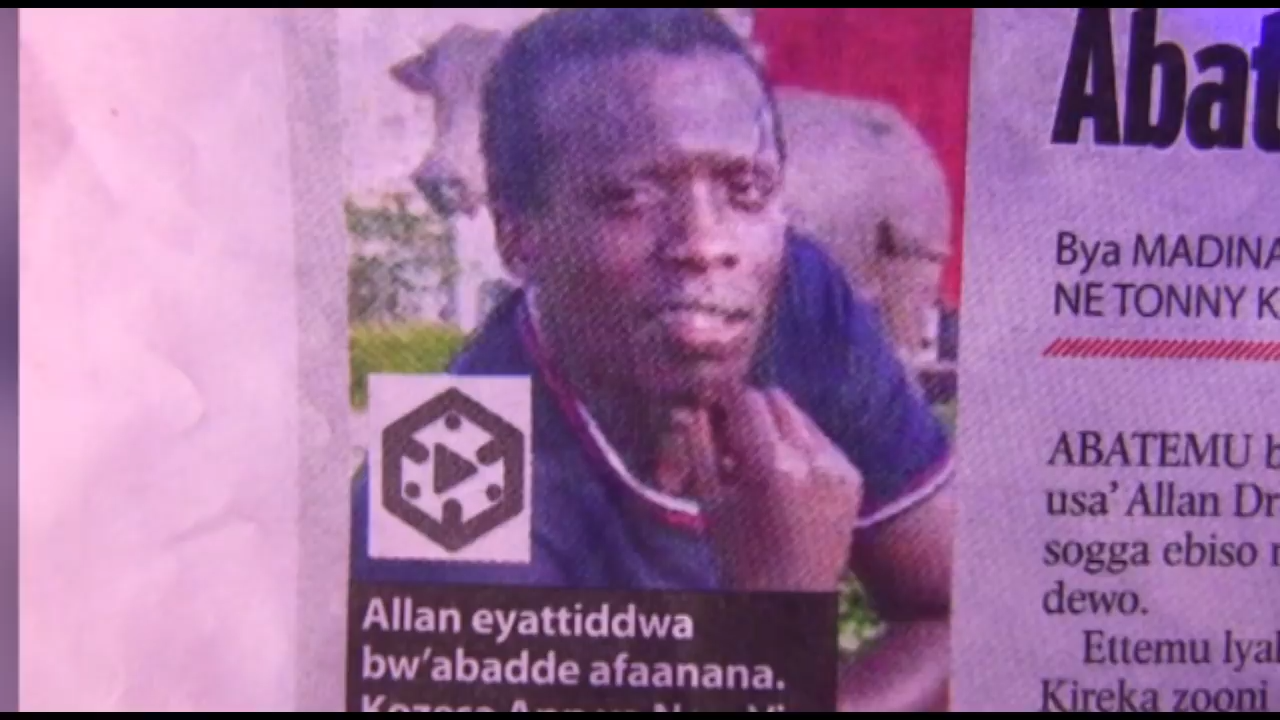 Allan eyattiddwa
bw'abadde afaanana.
Abat
Bya MADINA
NE TONNY K
ABATEMU b
usa' Allan Dr
sogga ebiso
dewo.
Ettemu lyal
Kireka zooni